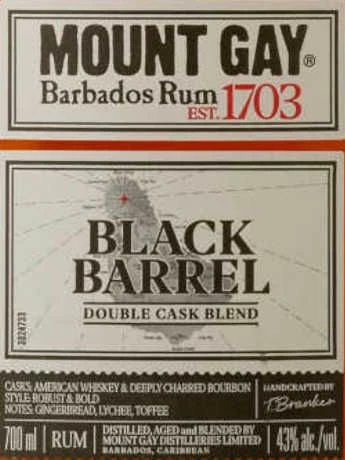 MOUNT GAY®
Barbados Rum
EST. 1703
BLACK
BARREL
DOUBLE CASK BLEND
3024733
CASKS: AMERICAN WHISKEY & DEEPLY CHARRED BOURBON
STYLE: ROBUST & BOLD
NOTES: GINGERBREAD, LYCHEE, TOFFEE
HANDCRAFTED BY
T.Branker
700 ml
RUM
DISTILLED, AGED and BLENDED BY
MOUNT GAY DISTILLERIES LIMITED
BARBADOS, CARIBBEAN
43% alc./vol.